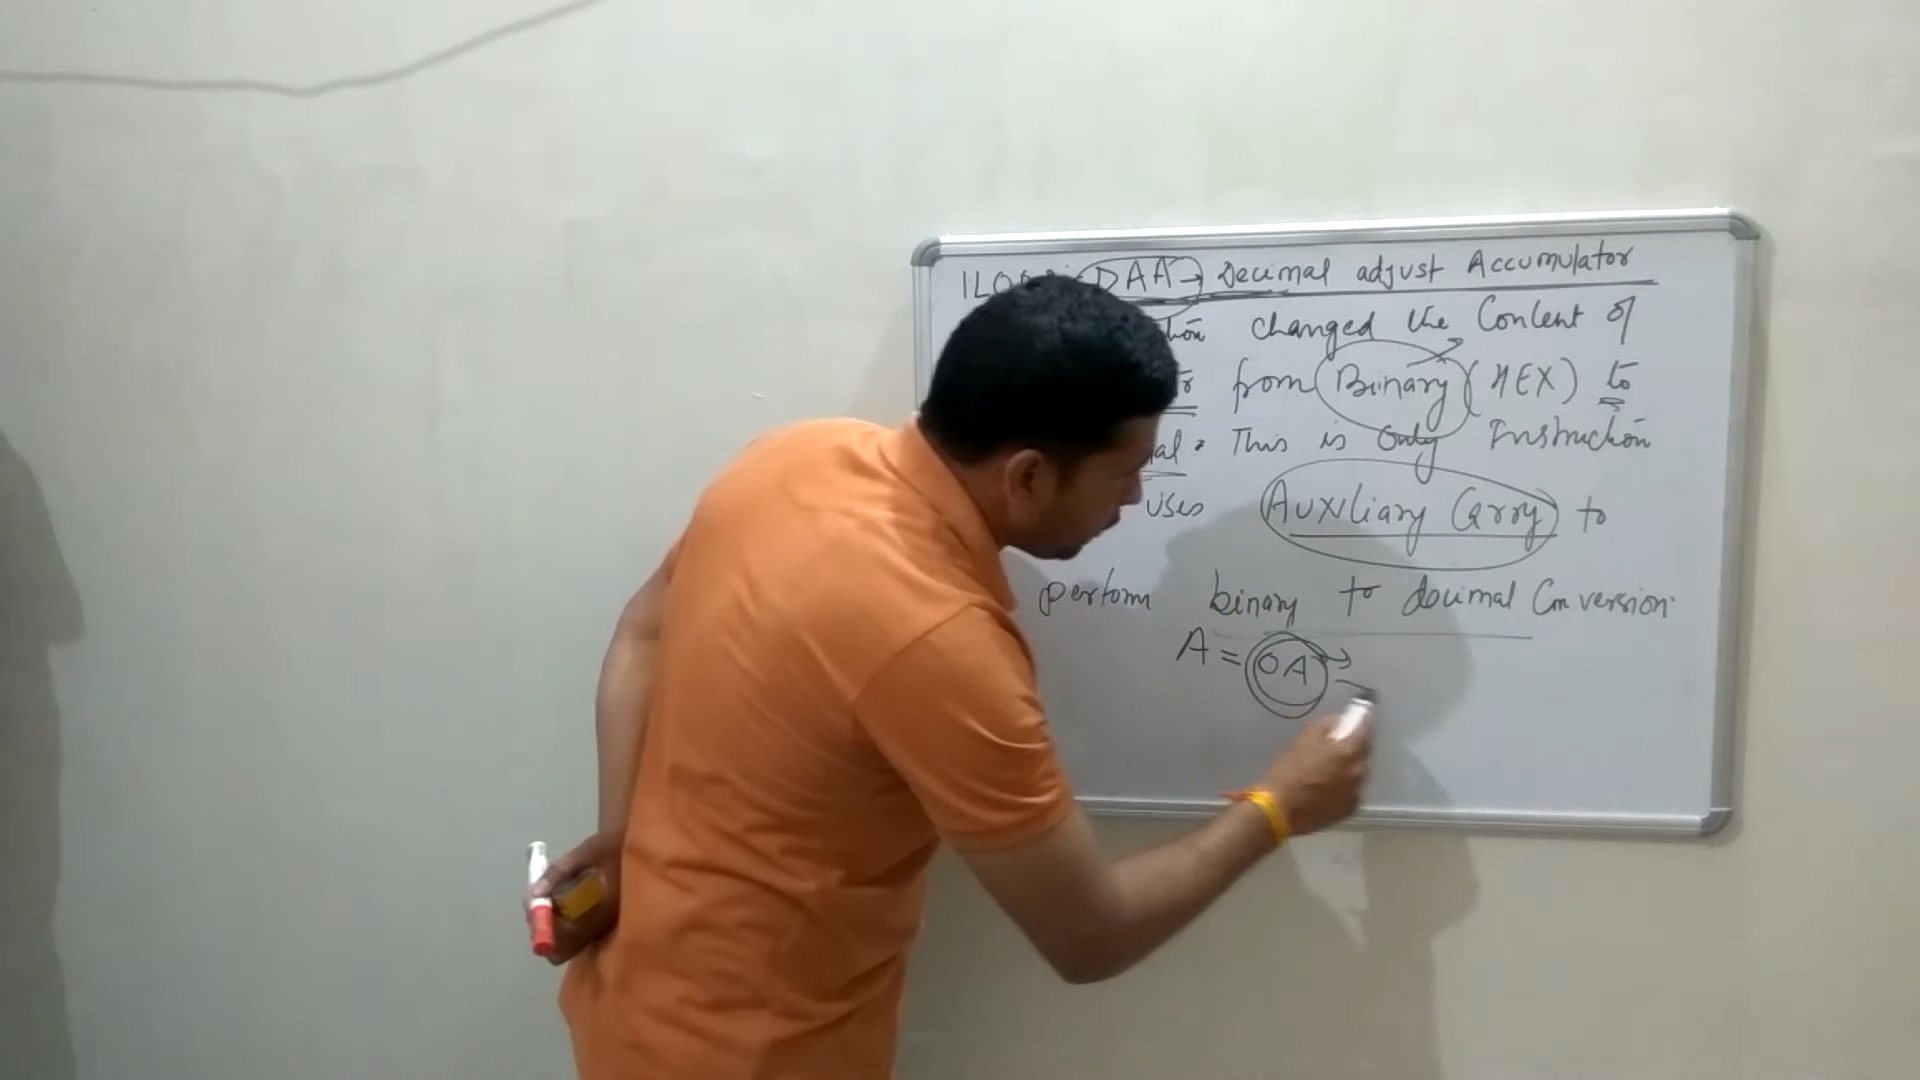 DAA → Decimal adjust Accumulator
changed the Content of
from Binary (HEX) to
This is only Instruction
uses Auxiliary Carry to
perform binary to decimal Conversion.
A = 0A →